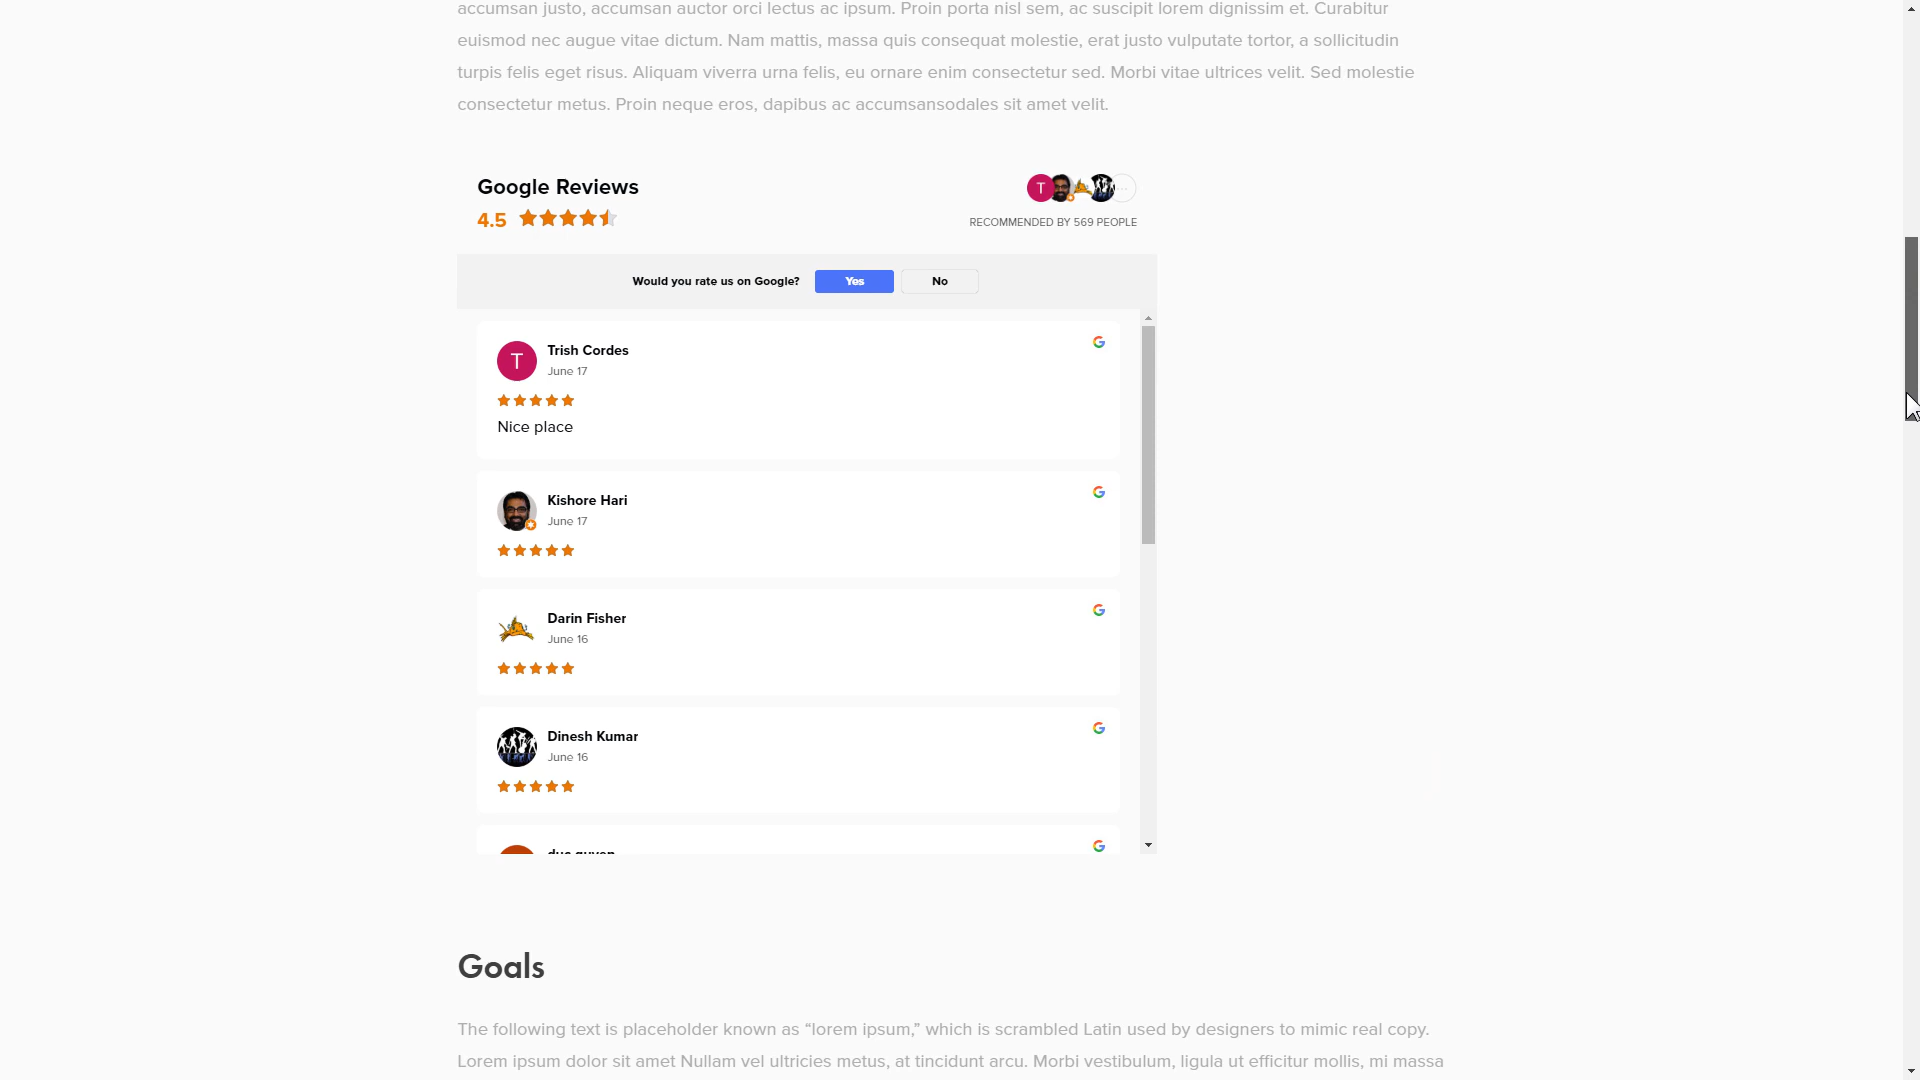 accumsan justo, accumsan auctor orci lectus ac ipsum. Proin porta nisl sem, ac suscipit lorem dignissim et. Curabitur
euismod nec augue vitae dictum. Nam mattis, massa quis consequat molestie, erat justo vulputate tortor, a sollicitudin
turpis felis eget risus. Aliquam viverra urna felis, eu ornare enim consectetur sed. Morbi vitae ultrices velit. Sed molestie
consectetur metus. Proin neque eros, dapibus ac accumsansodales sit amet velit.
Google Reviews
T
4.5
RECOMMENDED BY 569 PEOPLE
Would you rate us on Google? Yes No
T
Trish Cordes
June 17
Nice place
Kishore Hari
June 17
Darin Fisher
June 16
Dinesh Kumar
June 16
Goals
The following text is placeholder known as “lorem ipsum,” which is scrambled Latin used by designers to mimic real copy.
Lorem ipsum dolor sit amet Nullam vel ultricies metus, at tincidunt arcu. Morbi vestibulum, ligula ut efficitur mollis, mi massa